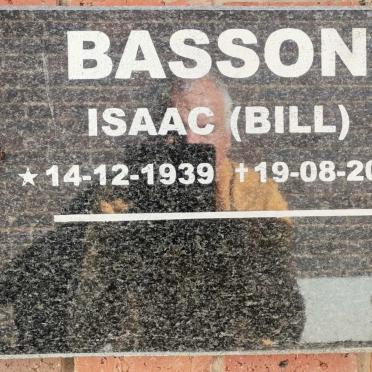 BASSON
ISAAC (BILL)
★ 14-12-1939 ✝ 19-08-20